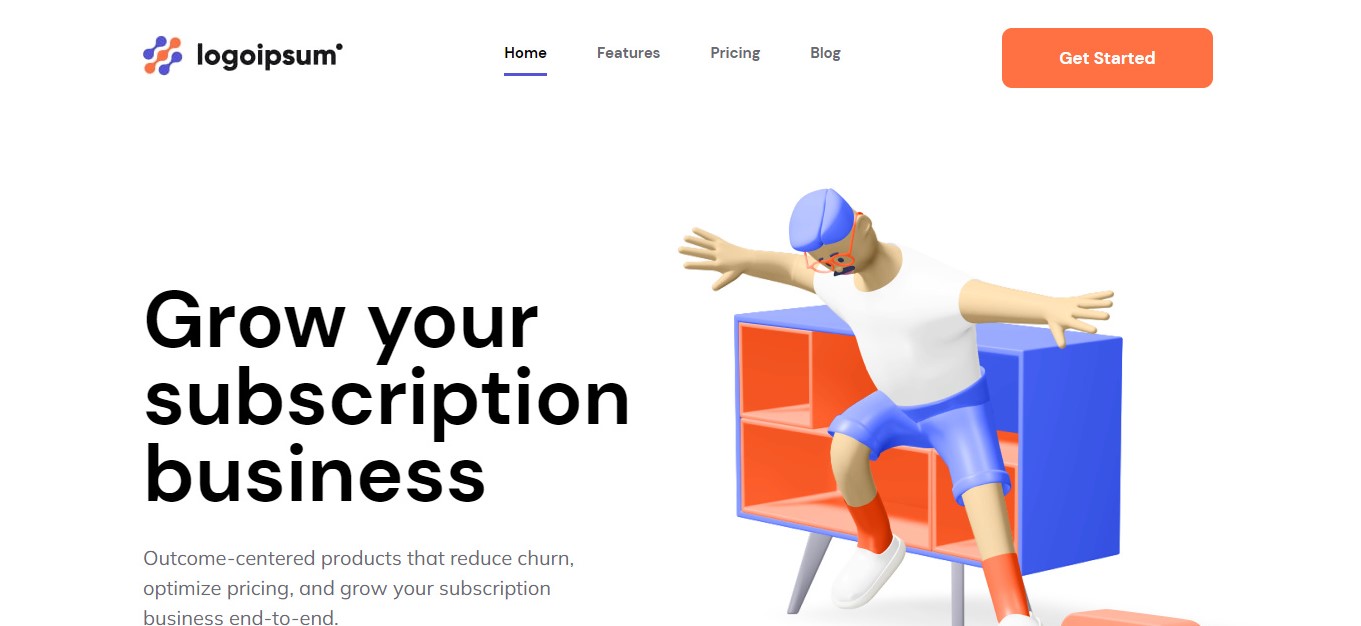 logoipsum
Home Features Pricing Blog
Get Started
Grow your
subscription
business
Outcome-centered products that reduce churn,
optimize pricing, and grow your subscription
business end-to-end.